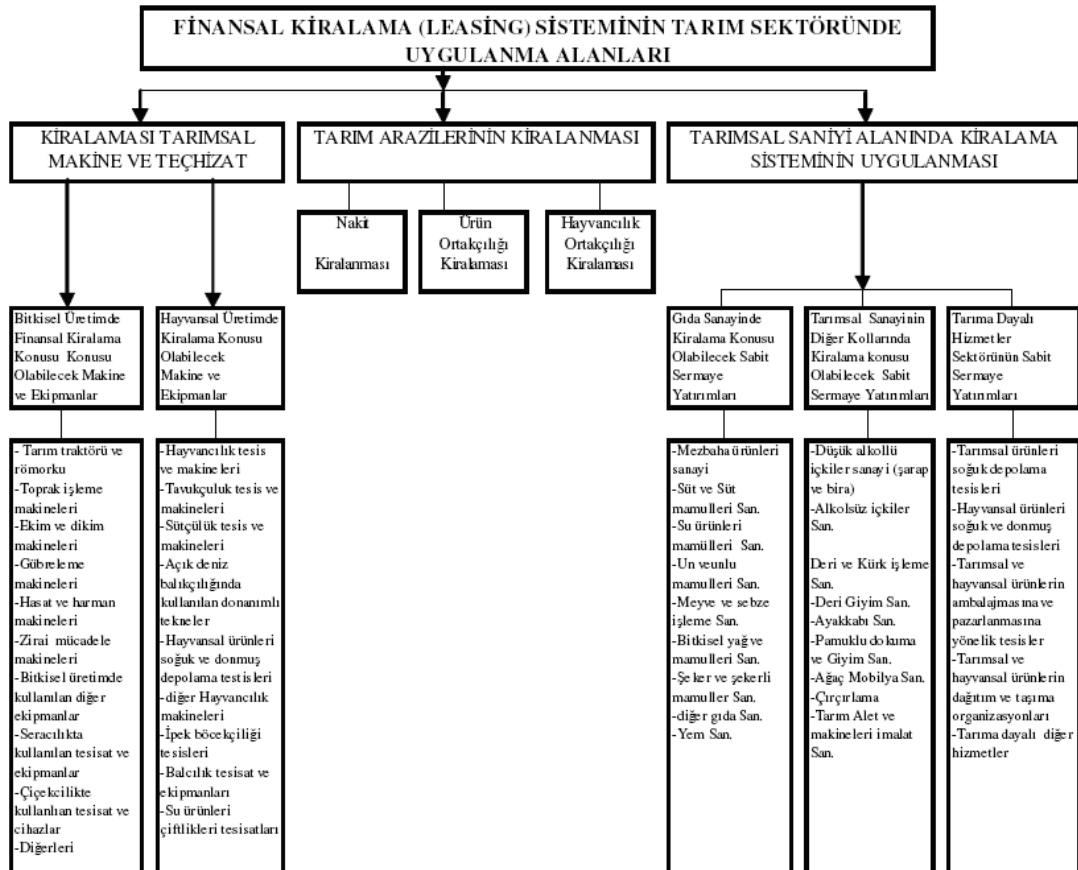 FİNANSAL KİRALAMA (LEASİNG) SİSTEMİNİN TARIM SEKTÖRÜNDE
UYGULANMA ALANLARI
KİRALAMASI TARIMSAL
MAKİNE VE TEÇHİZAT
TARIM ARAZİLERİNİN KİRALANMASI
TARIMSAL SANİYİ ALANINDA KİRALAMA
SİSTEMİNİN UYGULANMASI
Nakit
Kiralanması
Ürün
Ortakçılığı
Kiralaması
Hayvancılık
Ortakçılığı
Kiralaması
Bitkisel Üretimde
Finansal Kiralama
Konusu Konusu
Olabilecek Makine
ve Ekipmanlar
Hayvansal Üretimde
Kiralama Konusu
Olabilecek
Makine ve
Ekipmanlar
Gıda Sanayinde
Kiralama Konusu
Olabilecek Sabit
Sermaye
Yatırımları
Tarımsal Sanayinin
Diğer Kollarında
Kiralama konusu
Olabilecek Sabit
Sermaye Yatırımları
Tarıma Dayalı
Hizmetler
Sektörünün Sabit
Sermaye
Yatırımları
- Tarım traktörü ve
römorku
-Toprak işleme
makineleri
-Ekim ve dikim
makineleri
-Gübreleme
makineleri
-Hasat ve harman
makineleri
-Zirai mücadele
makineleri
-Bitkisel üretimde
kullanılan diğer
ekipmanlar
-Seracılıkta
kullanılan tesisat ve
ekipmanlar
-Çiçekcilikte
kullanlıan tesisat ve
cihazlar
-Diğerleri
-Hayvancılık tesis
ve makineleri
-Tavukçuluk tesis ve
makineleri
-Sütçülük tesis ve
makineleri
-Açık deniz
balıkçılığında
kullanılan donanımlı
tekneler
-Hayvansal ürünleri
soğuk ve donmuş
depolama testisleri
-diğer Hayvancılık
makineleri
-İpek böcekçiliği
tesisleri
-Balcılık tesisat ve
ekipmanları
-Su ürünleri
çiftlikleri tesisatları
-Mezbaha ürünleri
sanayi
-Süt ve Süt
mamulleri San.
-Su ürünleri
mamülleri San.
-Un veunlu
mamulleri San.
-Meyve ve sebze
işleme San.
-Bitkisel yağ ve
mamulleri San.
-Şeker ve şekerli
mamuller San.
-diğer gıda San.
-Yem San.
-Düşük alkollü
içkiler sanayi (şarap
ve bira)
-Alkolsüz içkiler
San.
Deri ve Kürk işleme
San.
-Deri Giyim San.
-Ayakkabı San.
-Pamuklu dokuma
ve Giyim San.
-Ağaç Mobilya San.
-Çırçırlama
-Tarım Alet ve
makineleri imalat
San.
-Tarımsal ürünleri
soğuk depolama
tesisleri
-Hayvansal ürünleri
soğuk ve donmuş
depolama tesisleri
-Tarımsal ve
hayvansal ürünlerin
ambalajmasına ve
pazarlanmasına
yönelik tesisler
-Tarımsal ve
hayvansal ürünlerin
dağıtım ve taşıma
organizasyonları
-Tarıma dayalı diğer
hizmetler